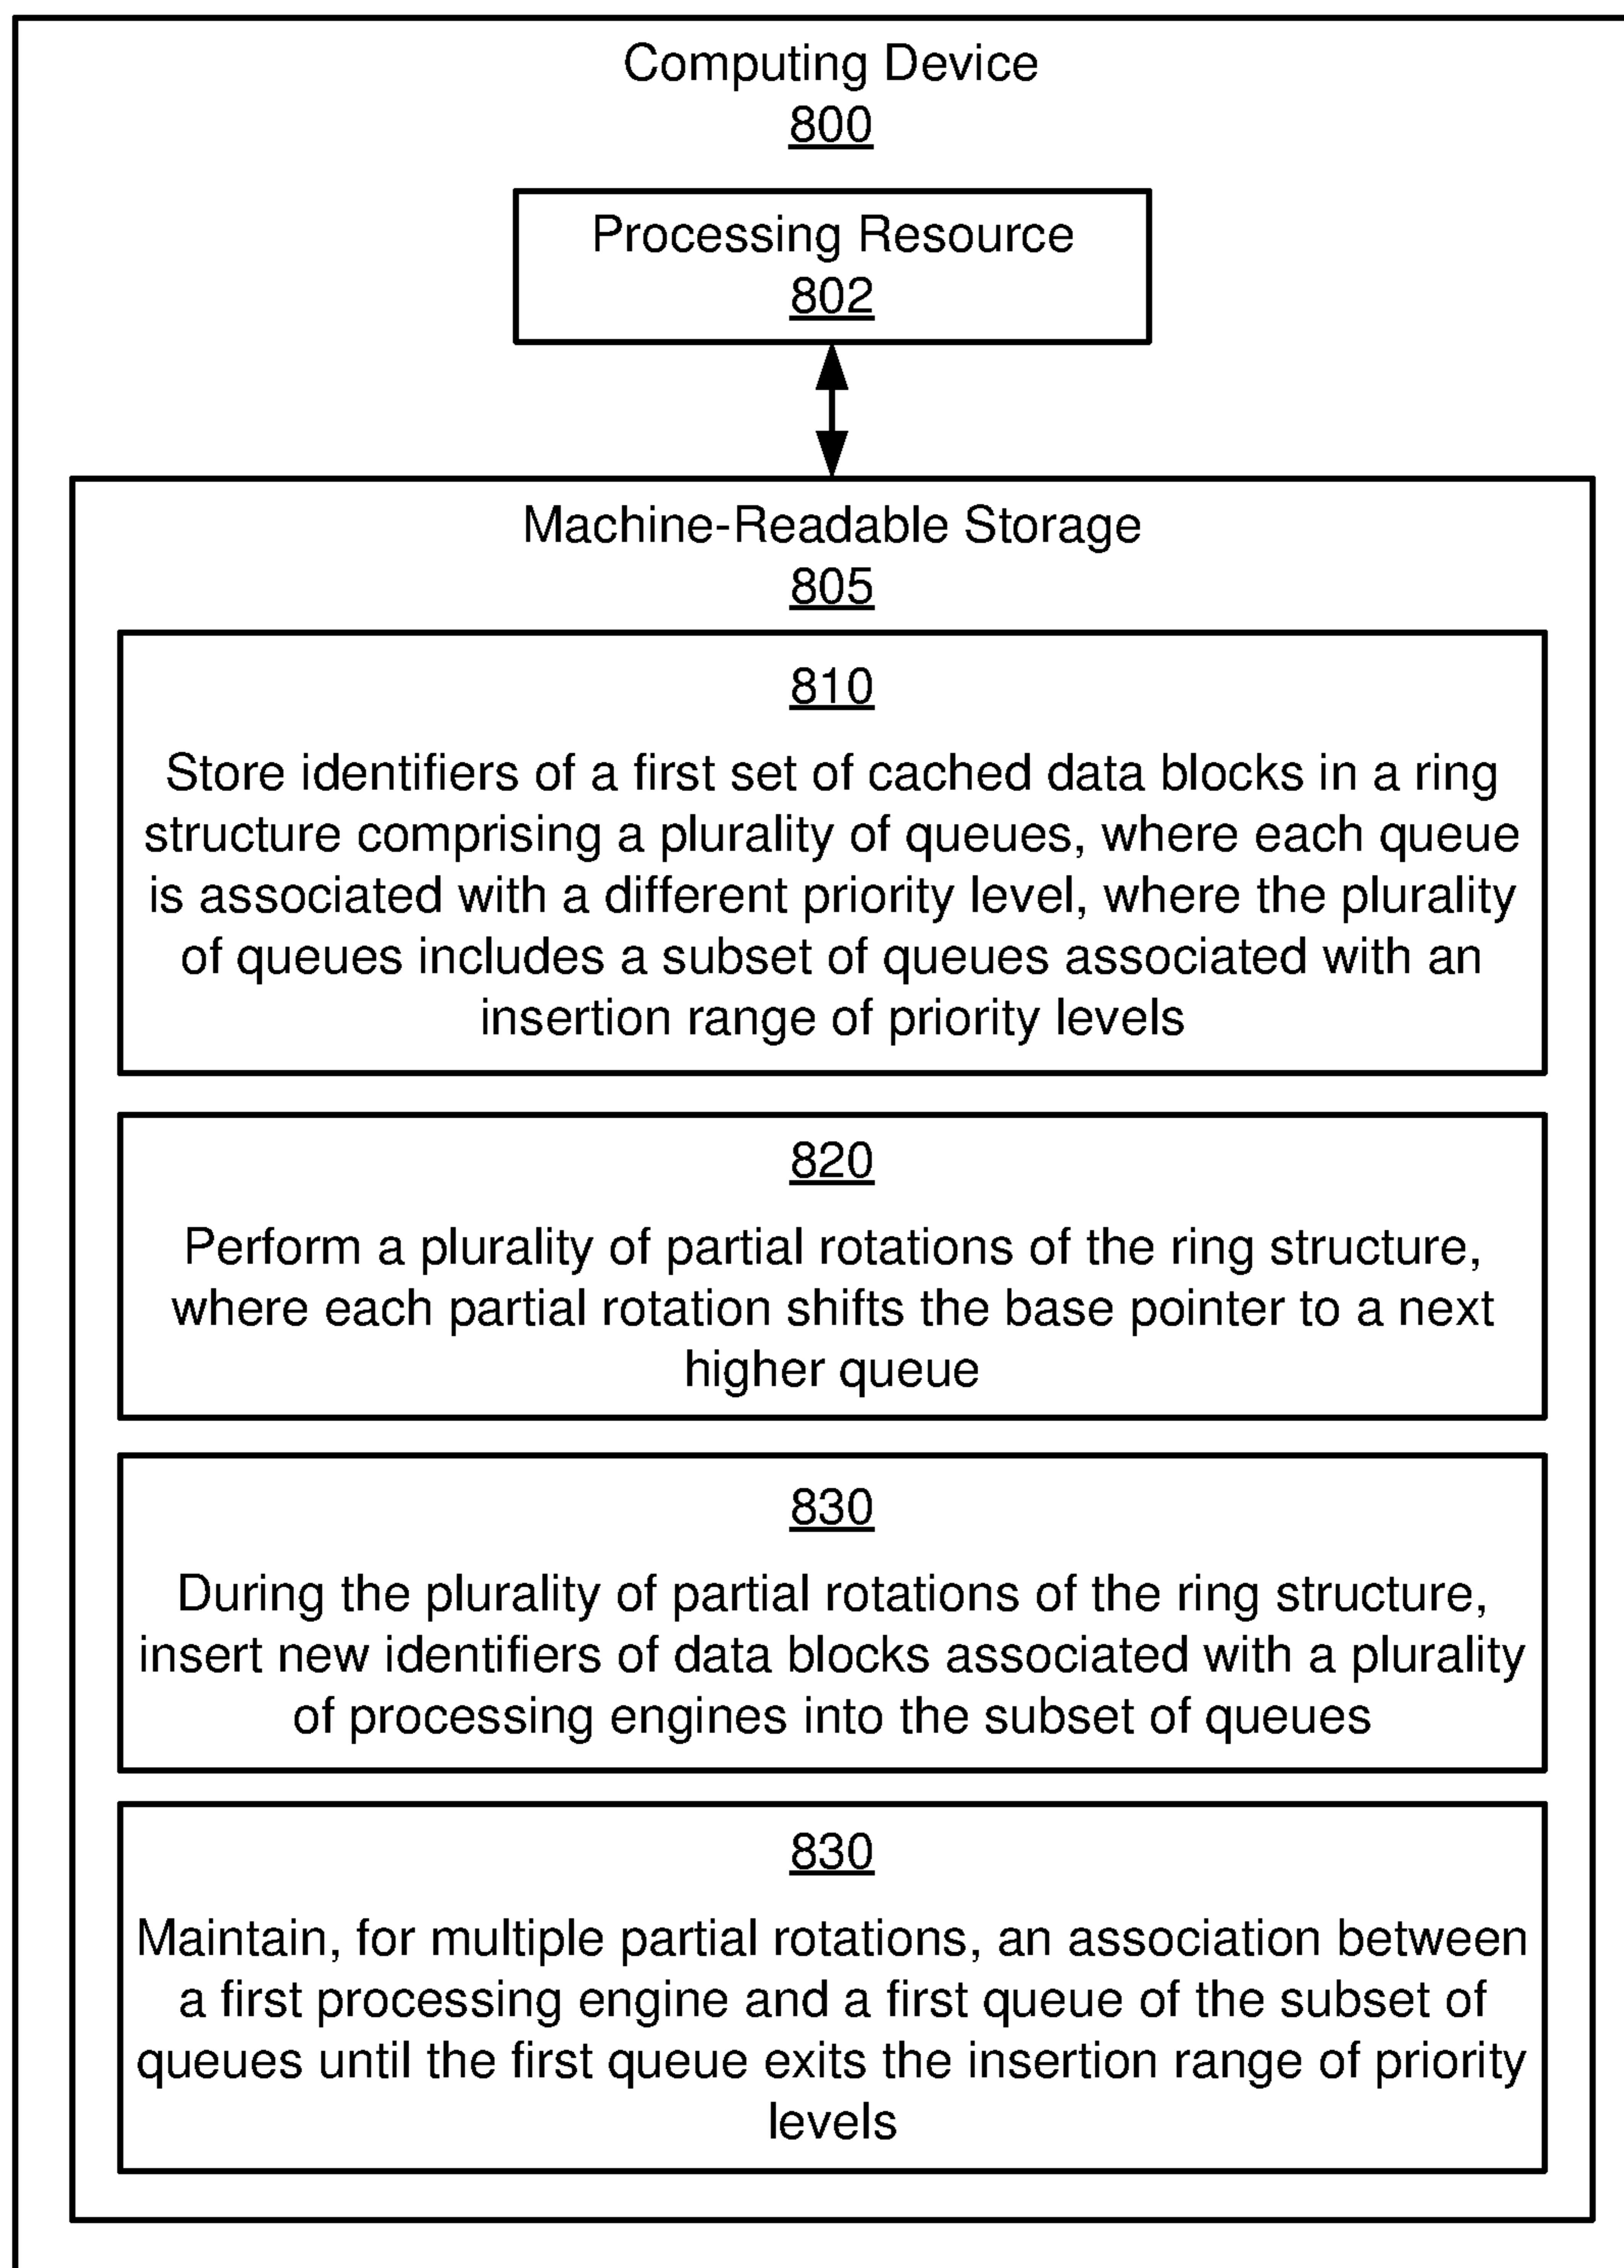 Computing Device
800
Processing Resource
802
Machine-Readable Storage
805
810
Store identifiers of a first set of cached data blocks in a ring
structure comprising a plurality of queues, where each queue
is associated with a different priority level, where the plurality
of queues includes a subset of queues associated with an
insertion range of priority levels
820
Perform a plurality of partial rotations of the ring structure,
where each partial rotation shifts the base pointer to a next
higher queue
830
During the plurality of partial rotations of the ring structure,
insert new identifiers of data blocks associated with a plurality
of processing engines into the subset of queues
830
Maintain, for multiple partial rotations, an association between
a first processing engine and a first queue of the subset of
queues until the first queue exits the insertion range of priority
levels